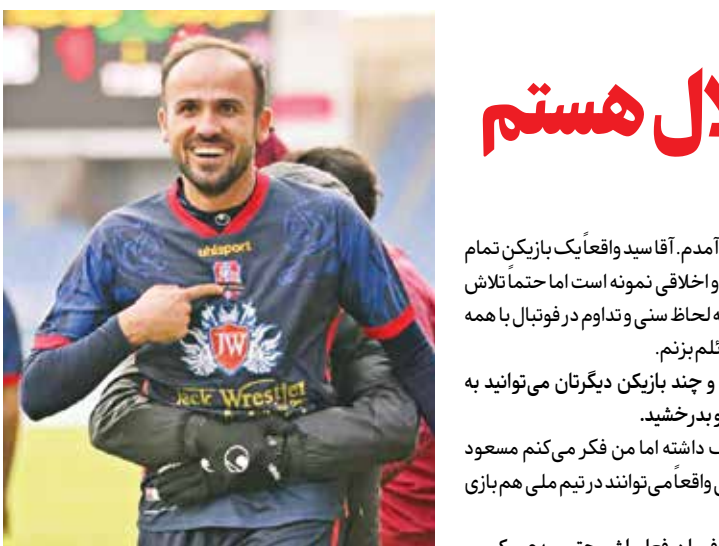 هستم
آمدم. آقا سید واقعاً یک بازیکن تمام
و اخلاقی نمونه است اما حتماً تلاش
لحاظ سنی و تداوم در فوتبال با همه
بزنم.
و چند بازیکن دیگرتان می‌توانید به
و بدرخشید.
داشته اما من فکر می‌کنم مسعود
واقعاً می‌توانند در تیم ملی هم بازی
uhlsport
JW
Jack Wrestler